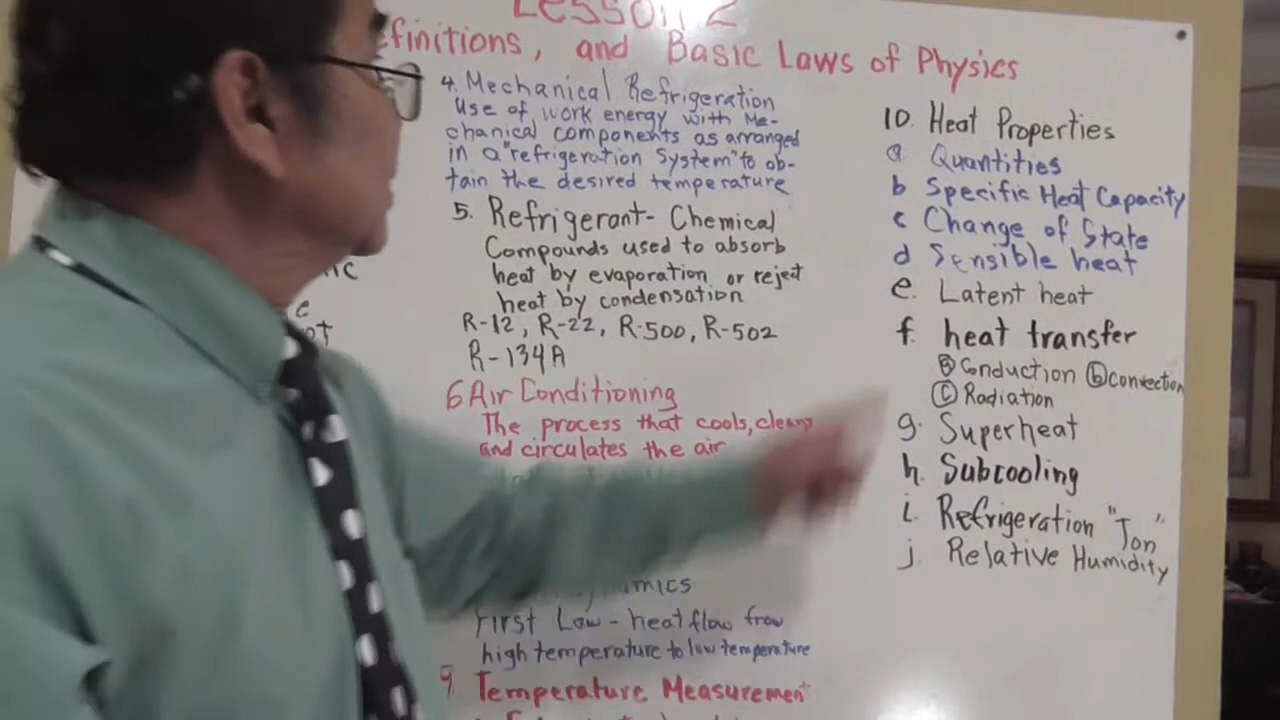 Lesson 2
finitions, and Basic Laws of Physics
4. Mechanical Refrigeration
Use of work energy with Me-
chanical components as arranged
in a "refrigeration System" to ob-
tain the desired temperature
5. Refrigerant- Chemical
Compounds used to absorb
heat by evaporation or reject
heat by condensation
R-12, R-22, R-500, R-502
R-134A
6 Air Conditioning
The process that cools, cleans
and circulates the air
First Law - heat flow from
high temperature to low temperature
9. Temperature Measurement
10. Heat Properties
a Quantities
b Specific Heat Capacity
c Change of State
d Sensible heat
e. Latent heat
f. heat transfer
(a) Conduction (b) convection
(c) Radiation
g. Superheat
h. Subcooling
i. Refrigeration "Ton"
j. Relative Humidity